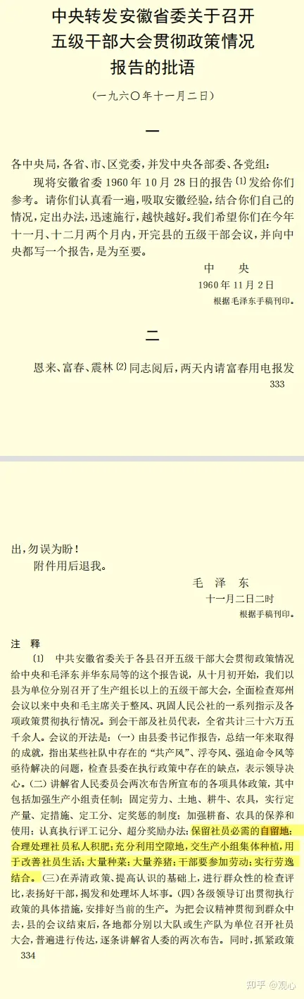 中央转发安徽省委关于召开
五级干部大会贯彻政策情况
报告的批语
（一九六〇年十一月二日）
一
各中央局，各省、市、区党委，并发中央各部委、各党组：
现将安徽省委1960年10月28日的报告〔1〕发给你们
参考。请你们认真看一遍，吸取安徽经验，结合你们自己的
情况，定出办法，迅速施行，越快越好。我们希望你们在今年
十一月、十二月两个月内，开完县的五级干部会议，并向中
央都写一个报告，是为至要。
中 央
1960年11月2日
根据毛泽东手稿刊印。
二
恩来、富春、震林〔2〕同志阅后，两天内请富春用电报发
333
出，勿误为盼！
附件用后退我。
毛 泽 东
十一月二日二时
根据手稿刊印。
注 释
〔1〕 中共安徽省委关于各县召开五级干部大会贯彻政策情况
给中央和毛泽东并华东局等的这个报告说，从十月初开始，我们以
县为单位分别召开了生产组长以上的五级干部大会，全面检查郑州
会议以来中央和毛主席关于整风、巩固人民公社的一系列指示及各
项政策贯彻执行情况。到会干部及社员代表，全省共计三十六万五
千余人。会议的开法是：（一）由县委书记作报告，总结一年来取得
的成就，指出某些社队中存在的“共产风”、浮夸风、强迫命令风等
亟待解决的问题，检查县委在执行政策中存在的缺点，表示领导决
心。（二）讲解省人民委员会两次布告所宣布的各项具体政策，其中
包括加强生产小组责任制；固定劳力、土地、耕牛、农具，实行定
产量、定措施、定工分、定奖惩的制度；加强耕畜、农具的保养和
使用；认真执行评工记分、超分奖励办法；保留社员必需的自留地；
合理处理社员私人积肥；充分利用空隙地，交生产小组集体种植，用
于改善社员生活；大量种菜；大量养猪；干部要参加劳动；实行劳逸
结合。（三）在弄清政策、提高认识的基础上，进行群众性的检查评
比，表扬好干部，揭发和处理坏人坏事。（四）各级领导订出贯彻执行
政策的具体措施，安排好当前的生产。为把会议精神贯彻到群众中
去，县的会议结束后，各地都分别以大队或生产队为单位召开社员
大会，普遍进行传达，逐条讲解省人委的两次布告。同时，抓紧政策
334
知乎 @观心